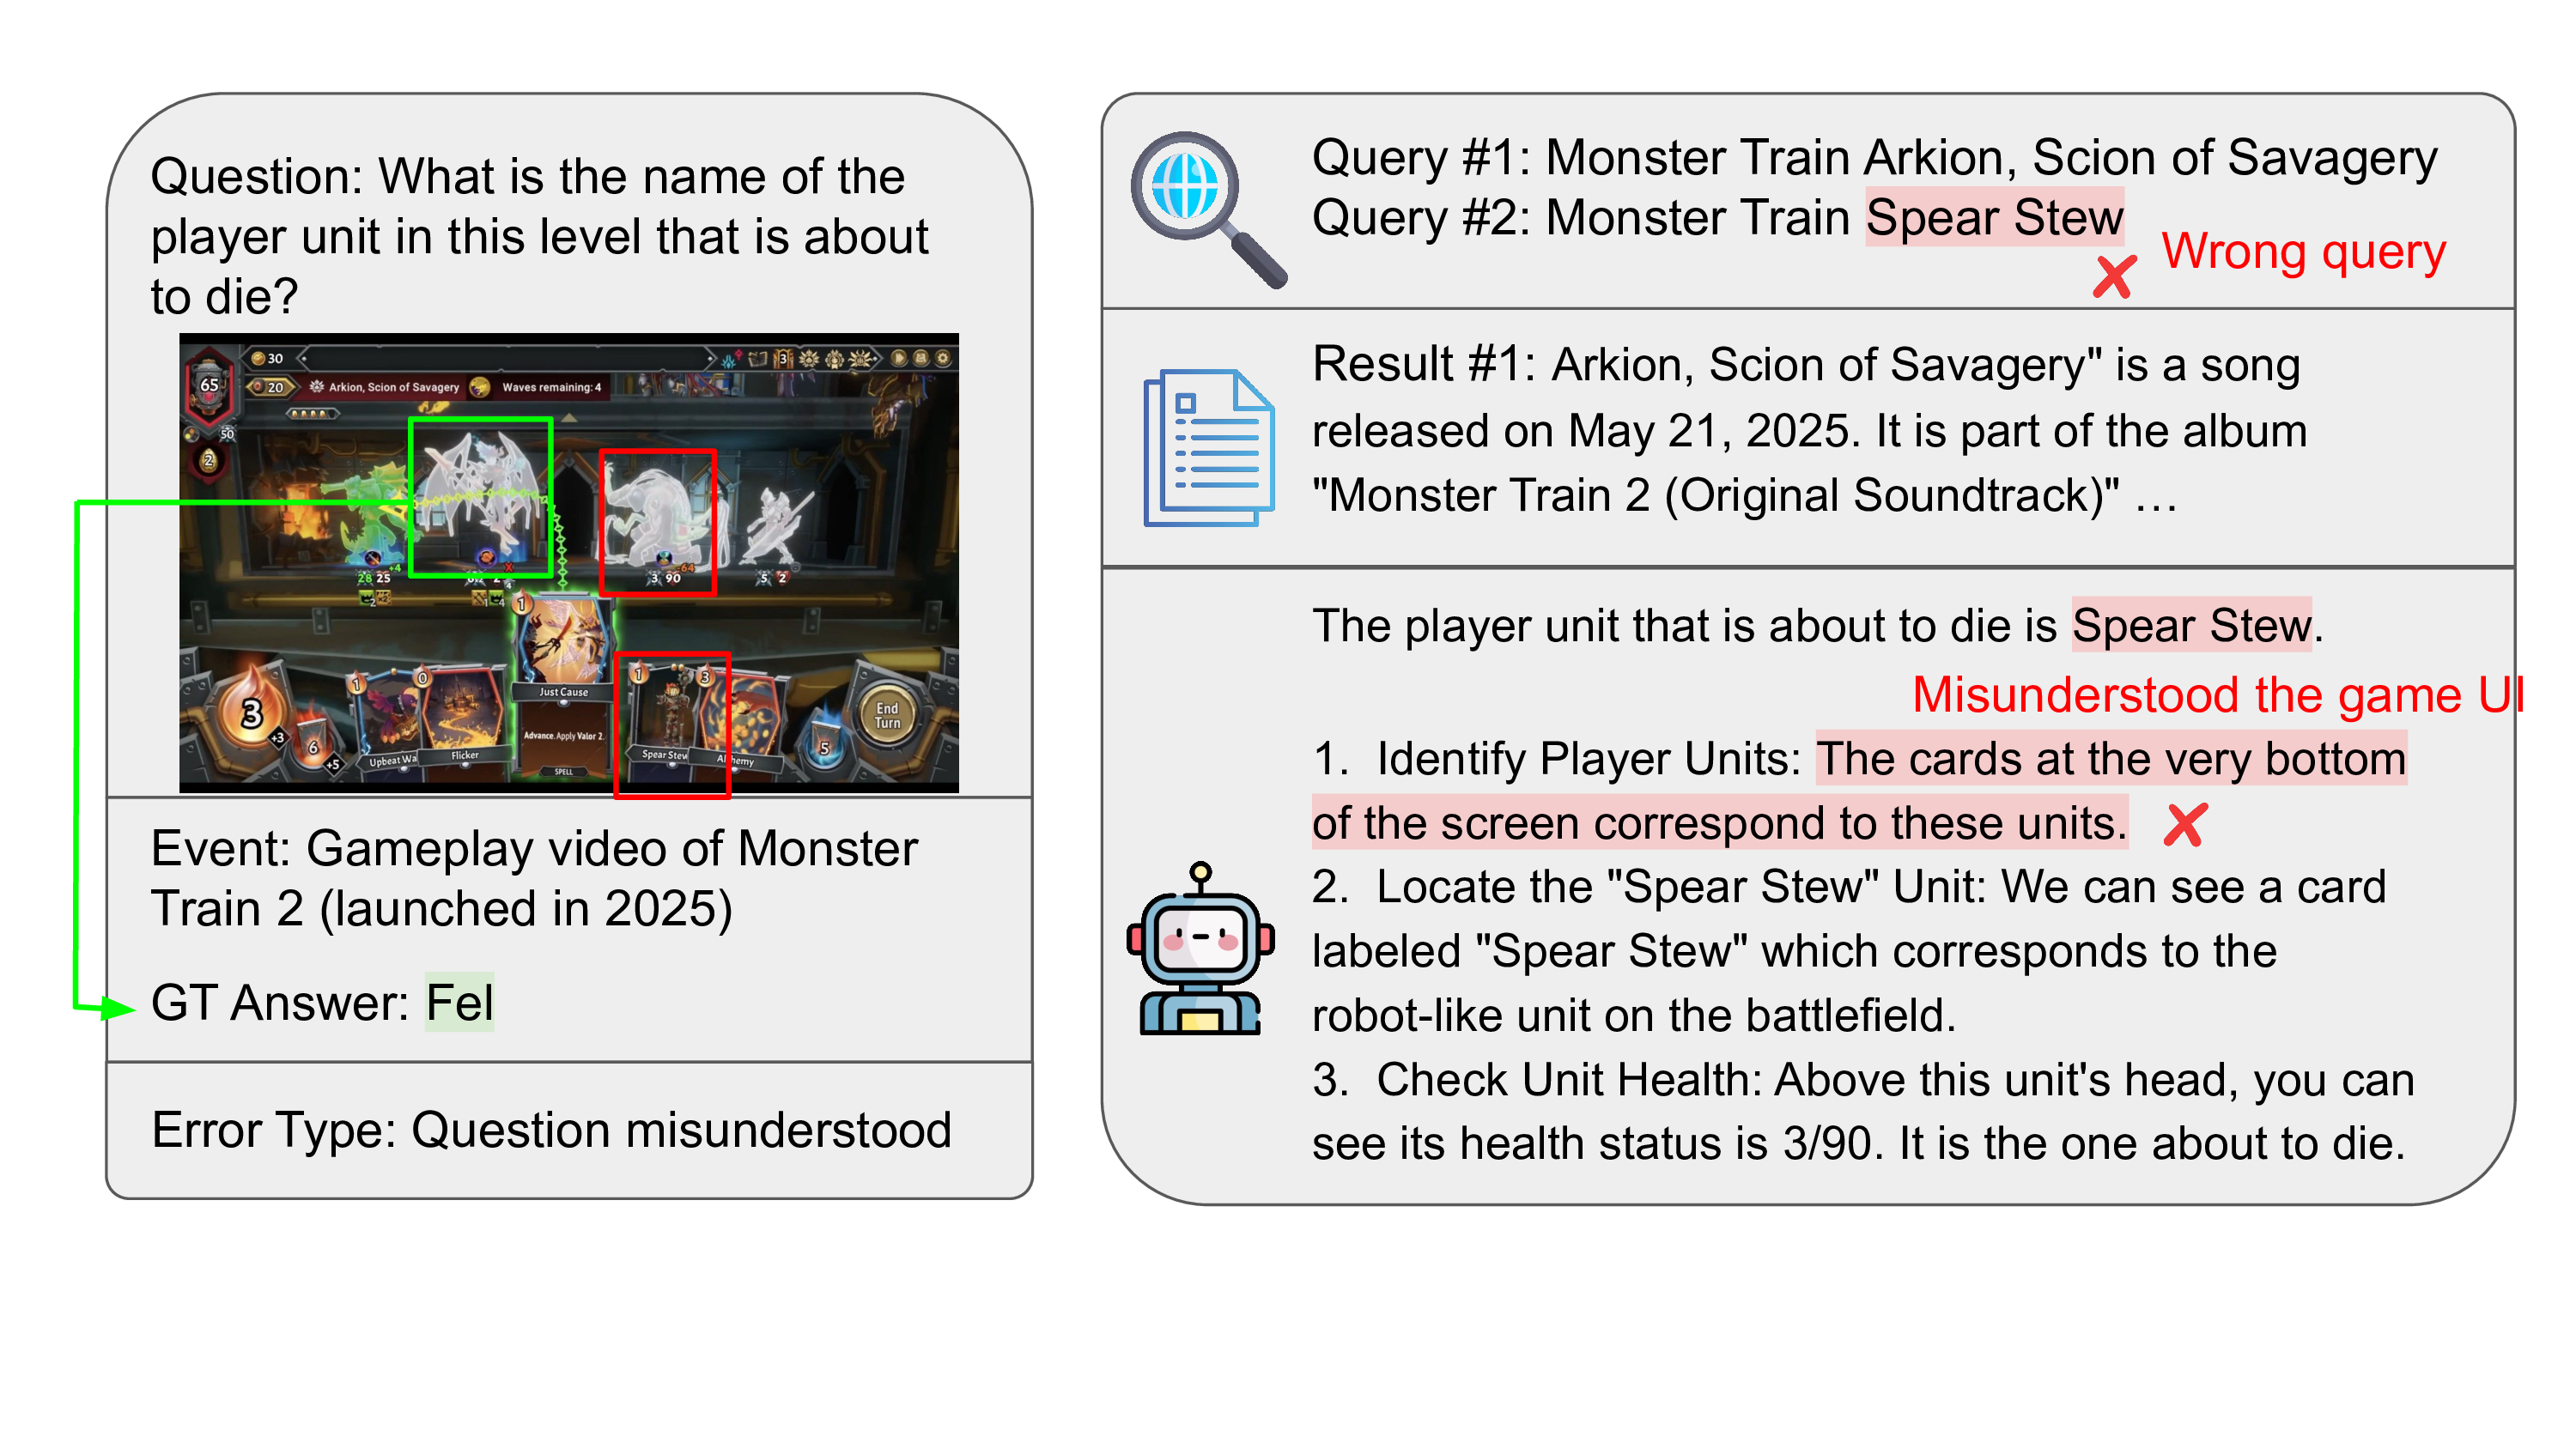 Question: What is the name of the
player unit in this level that is about
to die?
30
65
20
Arkion, Scion of Savagery
Waves remaining: 4
3
50
2
+4
28 25
2
X
4
1 4
-64
3 90
5 2
1
Just Cause
Advance. Apply Valor 2.
SPELL
3
+3
6
+5
1
Upbeat Wa
0
Flicker
1
Spear Stew
3
5
End
Turn
Event: Gameplay video of Monster
Train 2 (launched in 2025)
GT Answer: Fel
Error Type: Question misunderstood
Query #1: Monster Train Arkion, Scion of Savagery
Query #2: Monster Train Spear Stew
Wrong query
Result #1: Arkion, Scion of Savagery" is a song
released on May 21, 2025. It is part of the album
"Monster Train 2 (Original Soundtrack)" …
The player unit that is about to die is Spear Stew.
Misunderstood the game UI
1. Identify Player Units: The cards at the very bottom
of the screen correspond to these units.
2. Locate the "Spear Stew" Unit: We can see a card
labeled "Spear Stew" which corresponds to the
robot-like unit on the battlefield.
3. Check Unit Health: Above this unit's head, you can
see its health status is 3/90. It is the one about to die.